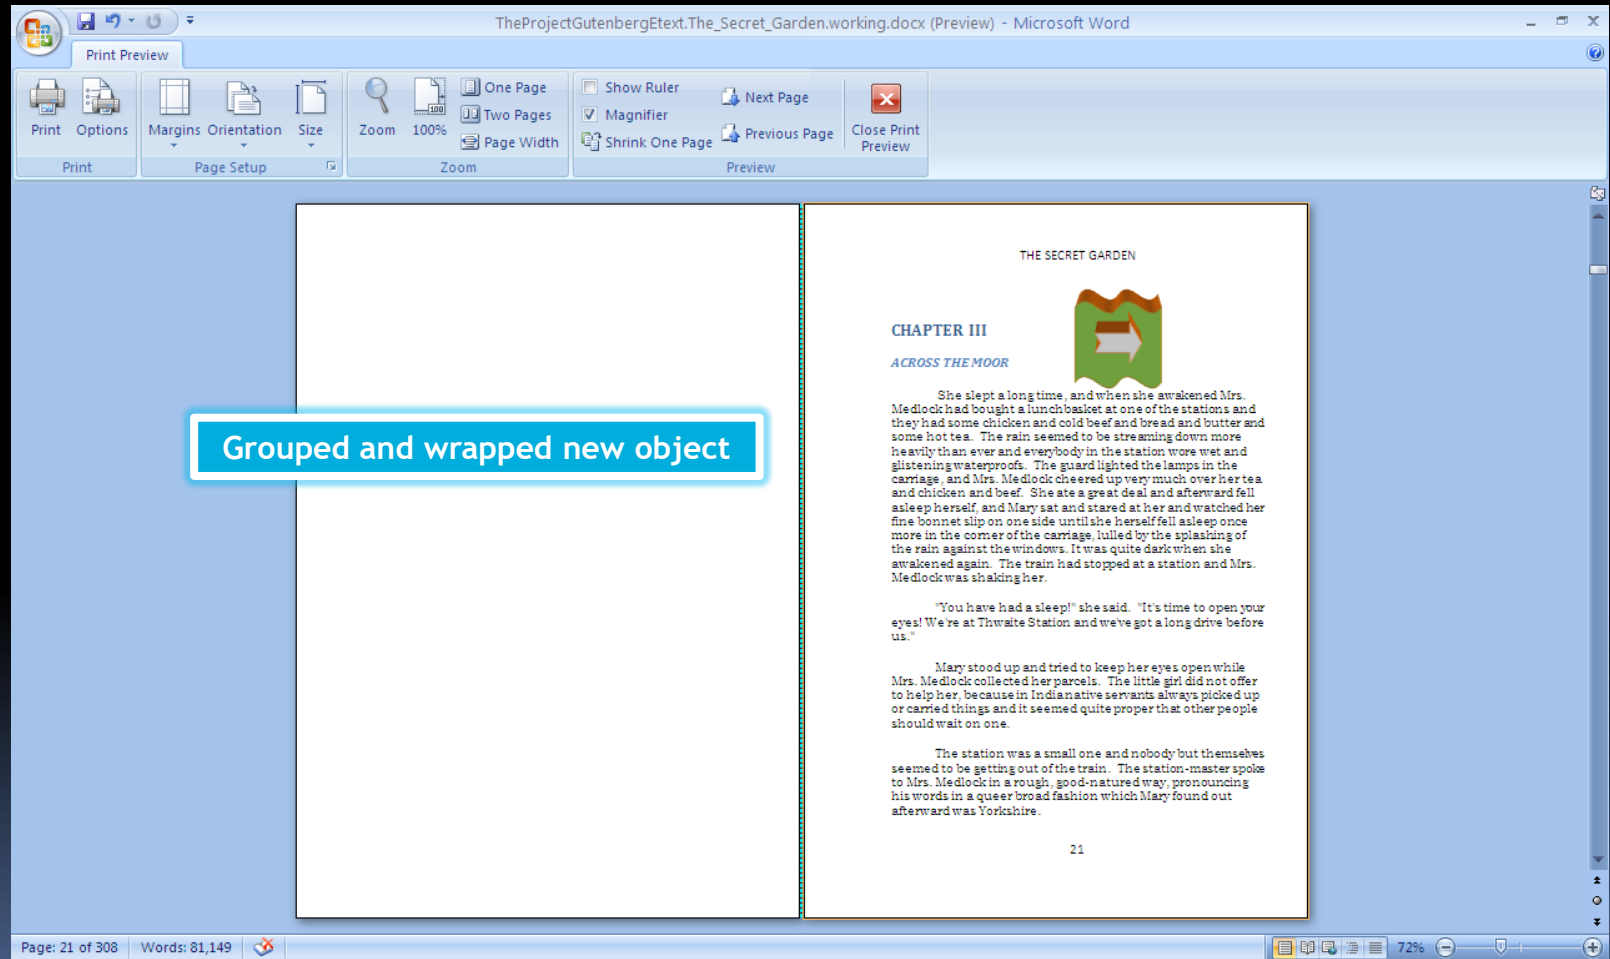 TheProjectGutenbergEtext.The_Secret_Garden.working.docx (Preview) - Microsoft Word
Print Preview
Print
Options
Margins
Orientation
Size
Zoom
100%
100
One Page
Two Pages
Page Width
Show Ruler
Magnifier
Shrink One Page
Next Page
Previous Page
Close Print
Preview
Print
Page Setup
Zoom
Preview
THE SECRET GARDEN
CHAPTER III
ACROSS THE MOOR
She slept a long time, and when she awakened Mrs.
Medlock had bought a lunchbasket at one of the stations and
they had some chicken and cold beef and bread and butter and
some hot tea. The rain seemed to be streaming down more
heavily than ever and everybody in the station wore wet and
glistening waterproofs. The guard lighted the lamps in the
carriage, and Mrs. Medlock cheered up very much over her tea
and chicken and beef. She ate a great deal and afterward fell
asleep herself, and Mary sat and stared at her and watched her
fine bonnet slip on one side until she herself fell asleep once
more in the corner of the carriage, lulled by the splashing of
the rain against the windows. It was quite dark when she
awakened again. The train had stopped at a station and Mrs.
Medlock was shaking her.
"You have had a sleep!" she said. "It's time to open your
eyes! We're at Thwaite Station and we've got a long drive before
us."
Mary stood up and tried to keep her eyes open while
Mrs. Medlock collected her parcels. The little girl did not offer
to help her, because in India native servants always picked up
or carried things and it seemed quite proper that other people
should wait on one.
The station was a small one and nobody but themselves
seemed to be getting out of the train. The station-master spoke
to Mrs. Medlock in a rough, good-natured way, pronouncing
his words in a queer broad fashion which Mary found out
afterward was Yorkshire.
21
Grouped and wrapped new object
Page: 21 of 308
Words: 81,149
72%